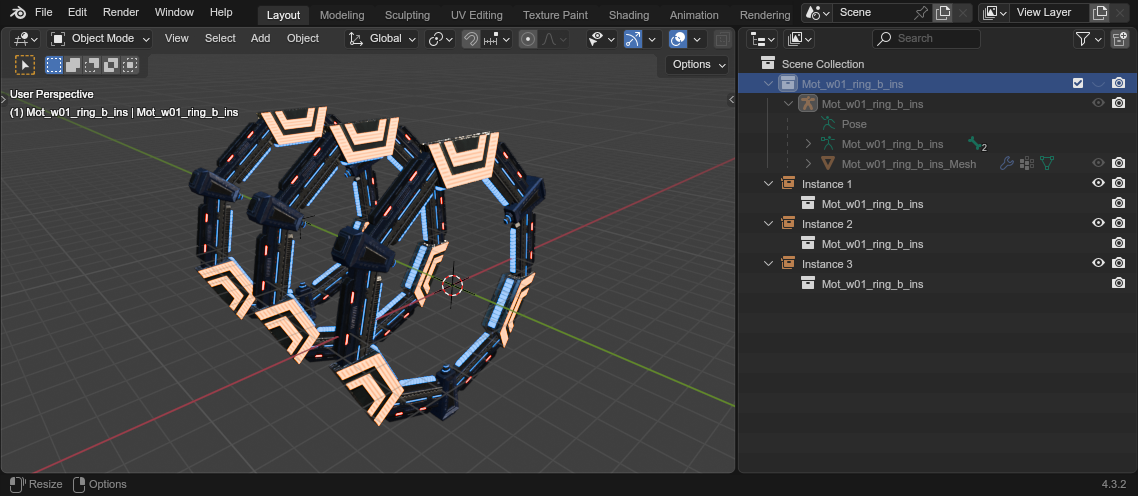 File Edit Render Window Help Layout Modeling Sculpting UV Editing Texture Paint Shading Animation Rendering Scene View Layer
Object Mode View Select Add Object Global Search
Options
User Perspective
(1) Mot_w01_ring_b_ins | Mot_w01_ring_b_ins
Scene Collection
Mot_w01_ring_b_ins
Mot_w01_ring_b_ins
Pose
Mot_w01_ring_b_ins 2
Mot_w01_ring_b_ins_Mesh
Instance 1
Mot_w01_ring_b_ins
Instance 2
Mot_w01_ring_b_ins
Instance 3
Mot_w01_ring_b_ins
Resize Options 4.3.2